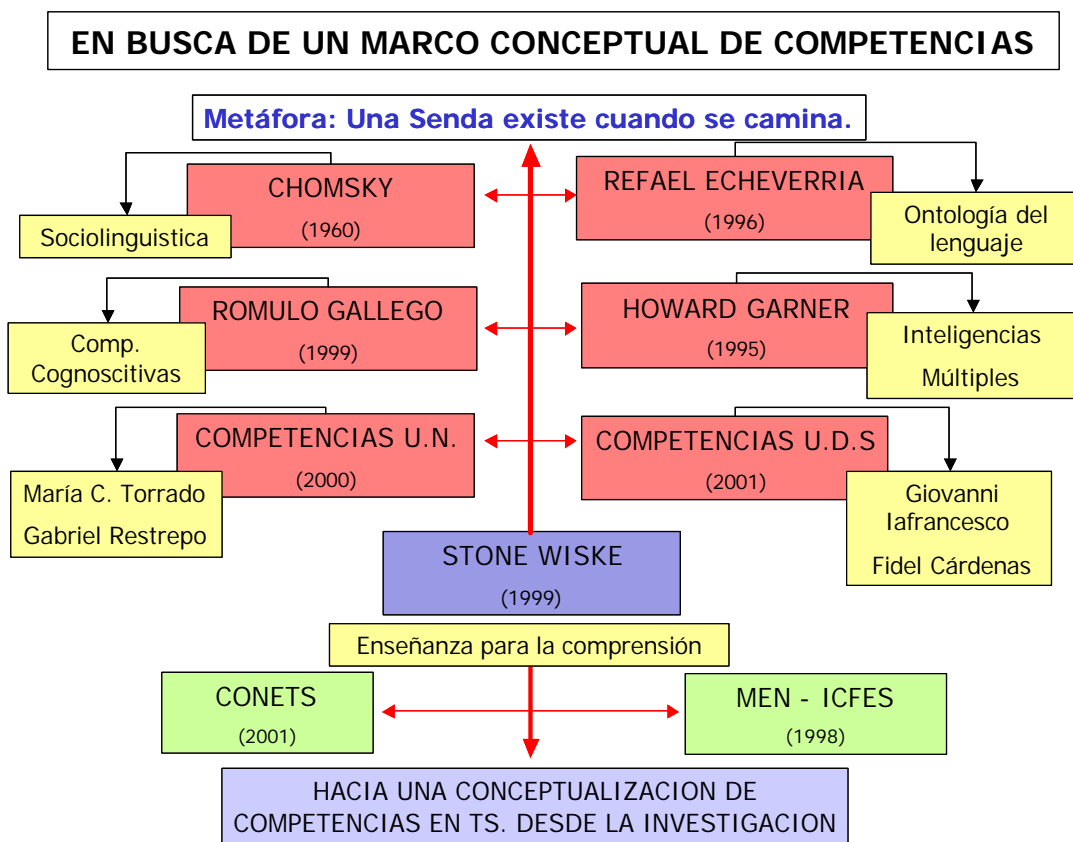 EN BUSCA DE UN MARCO CONCEPTUAL DE COMPETENCIAS
Metáfora: Una Senda existe cuando se camina.
CHOMSKY
(1960)
Sociolinguistica
REFAEL ECHEVERRIA
(1996)
Ontología del
lenguaje
ROMULO GALLEGO
(1999)
Comp.
Cognoscitivas
HOWARD GARNER
(1995)
Inteligencias
Múltiples
COMPETENCIAS U.N.
(2000)
María C. Torrado
Gabriel Restrepo
COMPETENCIAS U.D.S
(2001)
Giovanni
Iafrancesco
Fidel Cárdenas
STONE WISKE
(1999)
Enseñanza para la comprensión
CONETS
(2001)
MEN - ICFES
(1998)
HACIA UNA CONCEPTUALIZACION DE
COMPETENCIAS EN TS. DESDE LA INVESTIGACION